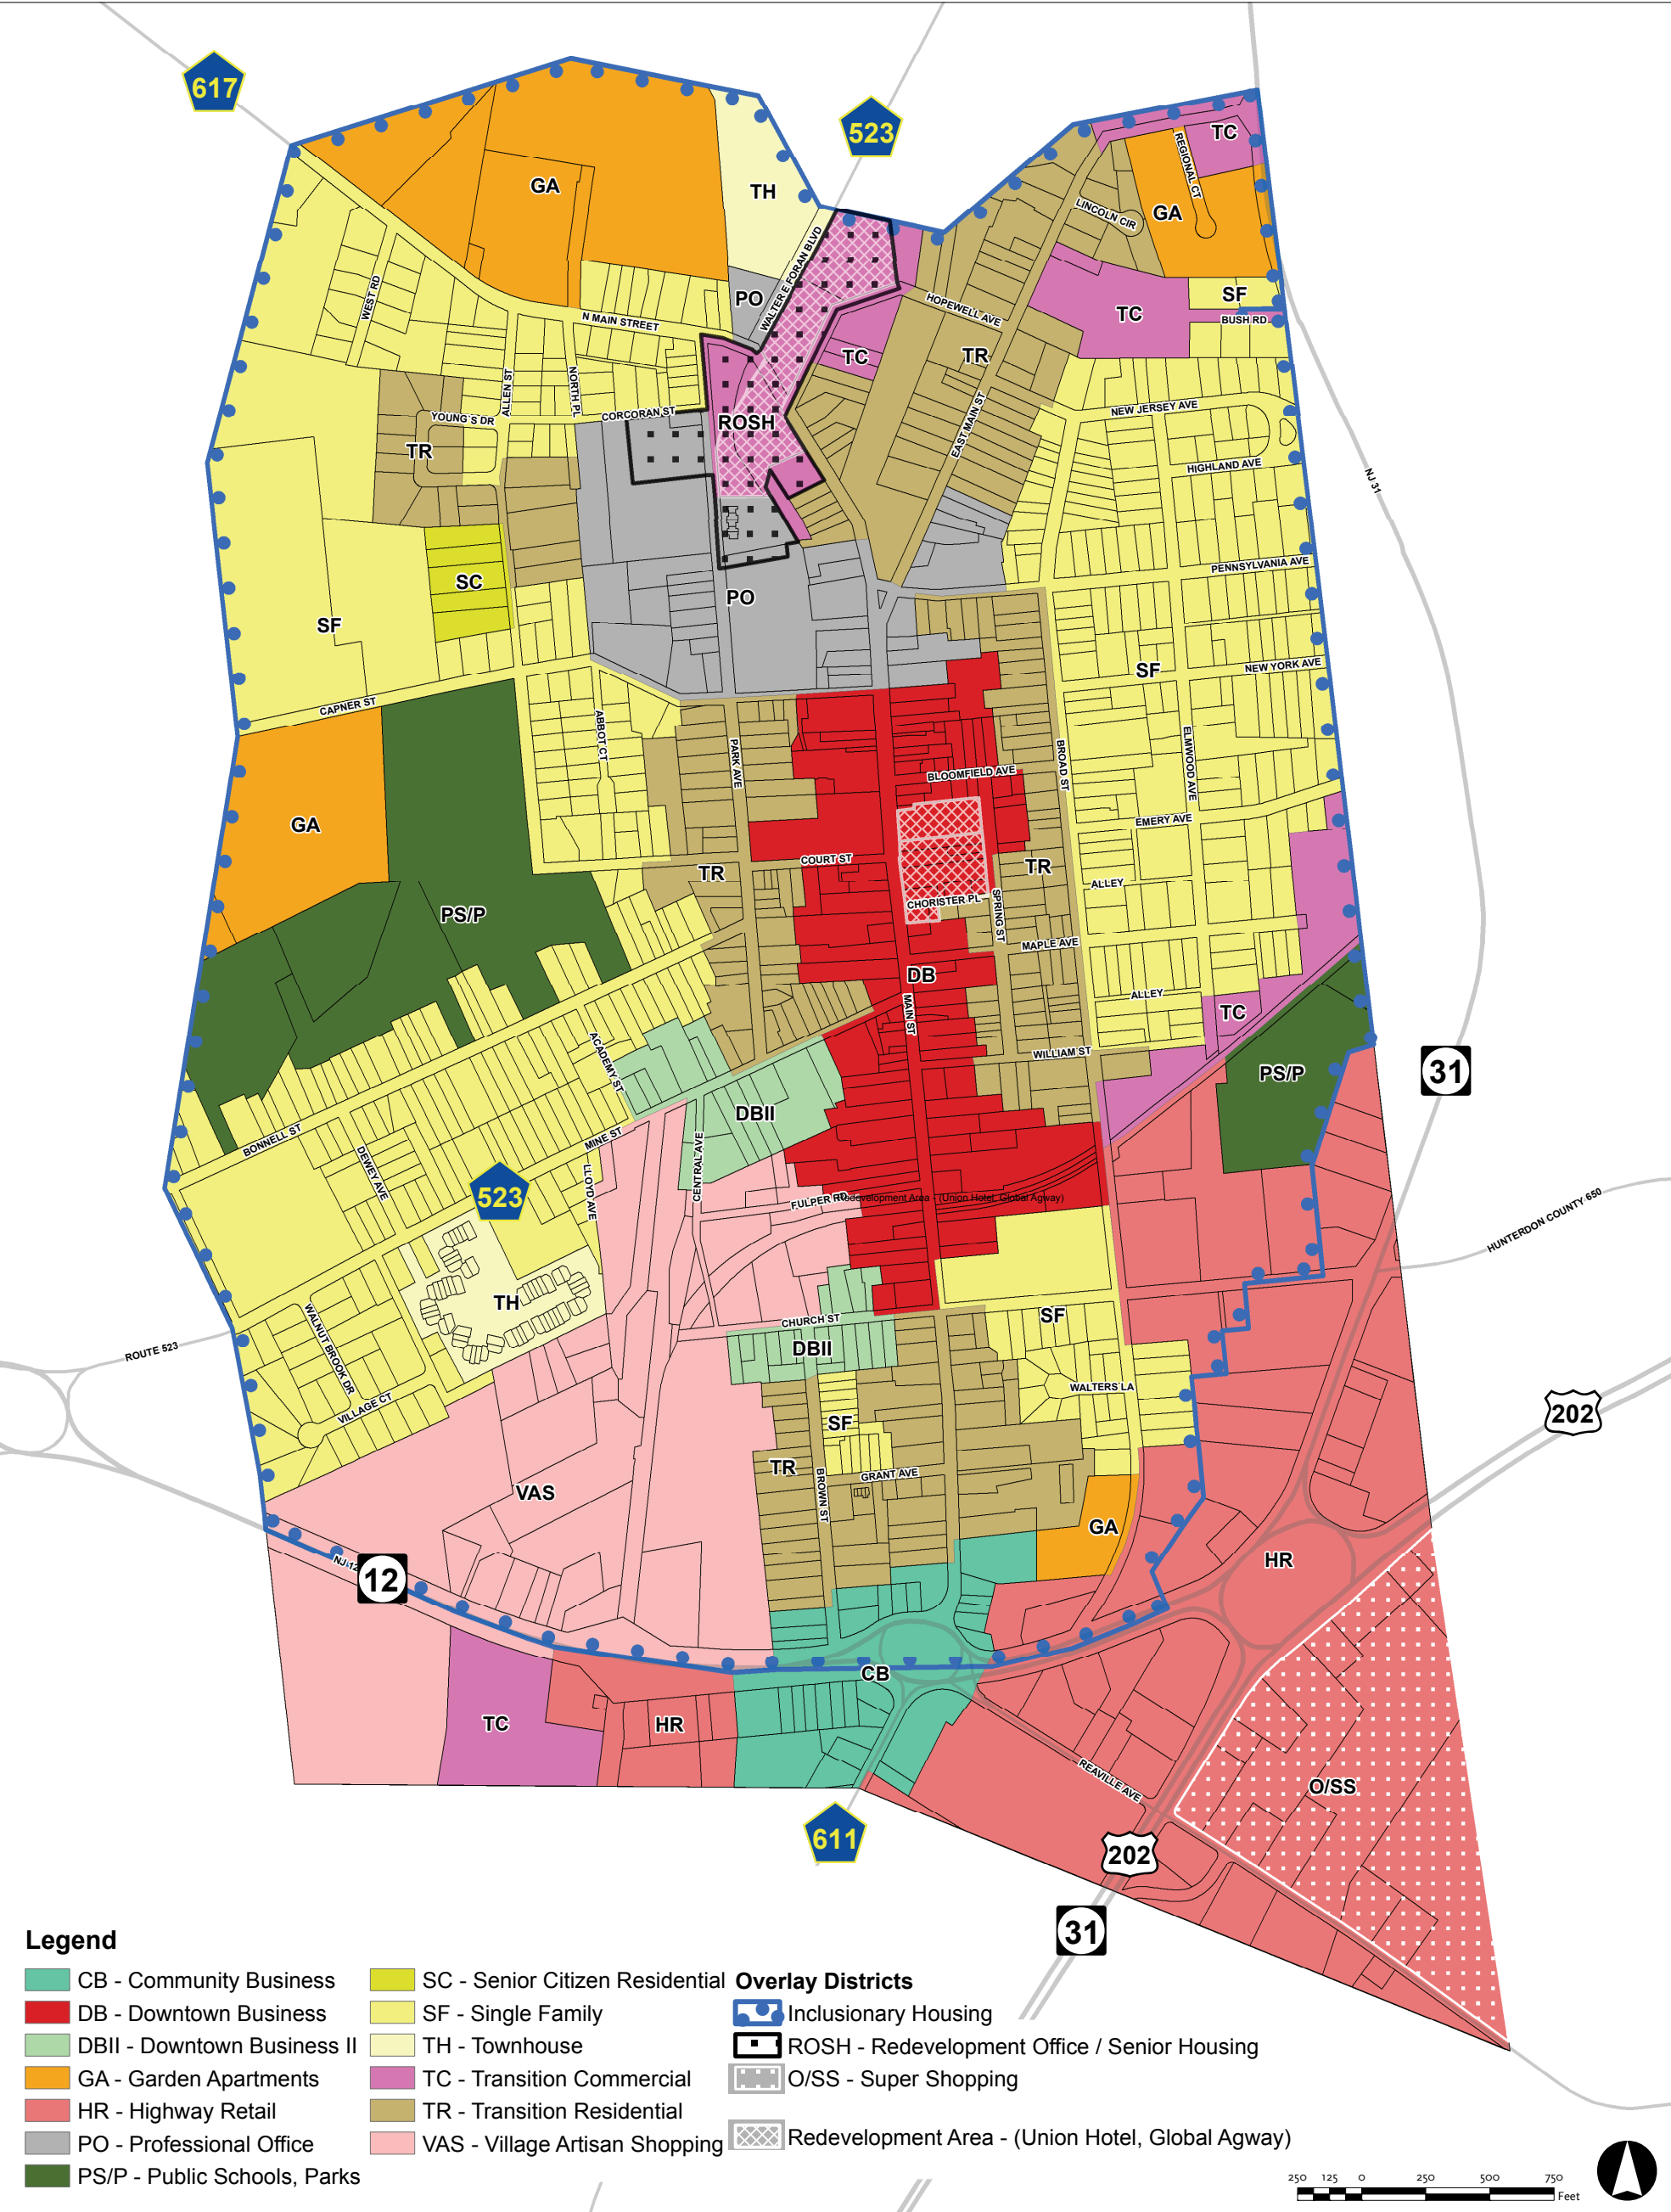 617
523
TC
REGIONAL CT
GA
TH
GA
LINCOLN CIR
WALTER E FORAN BLVD
WEST RD
PO
N MAIN STREET
HOPEWELL AVE
TC
SF
BUSH RD
TC
TR
ALLEN ST
NORTH PL
YOUNG'S DR
CORCORAN ST
ROSH
EAST MAIN ST
NEW JERSEY AVE
TR
HIGHLAND AVE
NJ 31
SC
PENNSYLVANIA AVE
PO
SF
SF
NEW YORK AVE
CAPNER ST
ABBOT CT
PARK AVE
BROAD ST
ELMWOOD AVE
BLOOMFIELD AVE
GA
EMERY AVE
COURT ST
TR
TR
ALLEY
CHORISTER PL
SPRING ST
PS/P
MAPLE AVE
DB
ALLEY
MAIN ST
TC
ACADEMY ST
WILLIAM ST
PS/P
31
DBII
BONNELL ST
MINE ST
DEWEY AVE
CENTRAL AVE
LLOYD AVE
523
FULPER RD
Redevelopment Area - (Union Hotel, Global Agway)
HUNTERDON COUNTY 650
TH
WALNUT BROOK DR
CHURCH ST
SF
ROUTE 523
DBII
WALTERS LA
VILLAGE CT
SF
202
TR
BROWN ST
GRANT AVE
VAS
GA
HR
NJ 12
12
CB
TC
HR
REAVILLE AVE
O/SS
611
202
31
Legend
CB - Community Business
DB - Downtown Business
DBII - Downtown Business II
GA - Garden Apartments
HR - Highway Retail
PO - Professional Office
PS/P - Public Schools, Parks
SC - Senior Citizen Residential
SF - Single Family
TH - Townhouse
TC - Transition Commercial
TR - Transition Residential
VAS - Village Artisan Shopping
Overlay Districts
Inclusionary Housing
ROSH - Redevelopment Office / Senior Housing
O/SS - Super Shopping
Redevelopment Area - (Union Hotel, Global Agway)
250 125 0 250 500 750
Feet